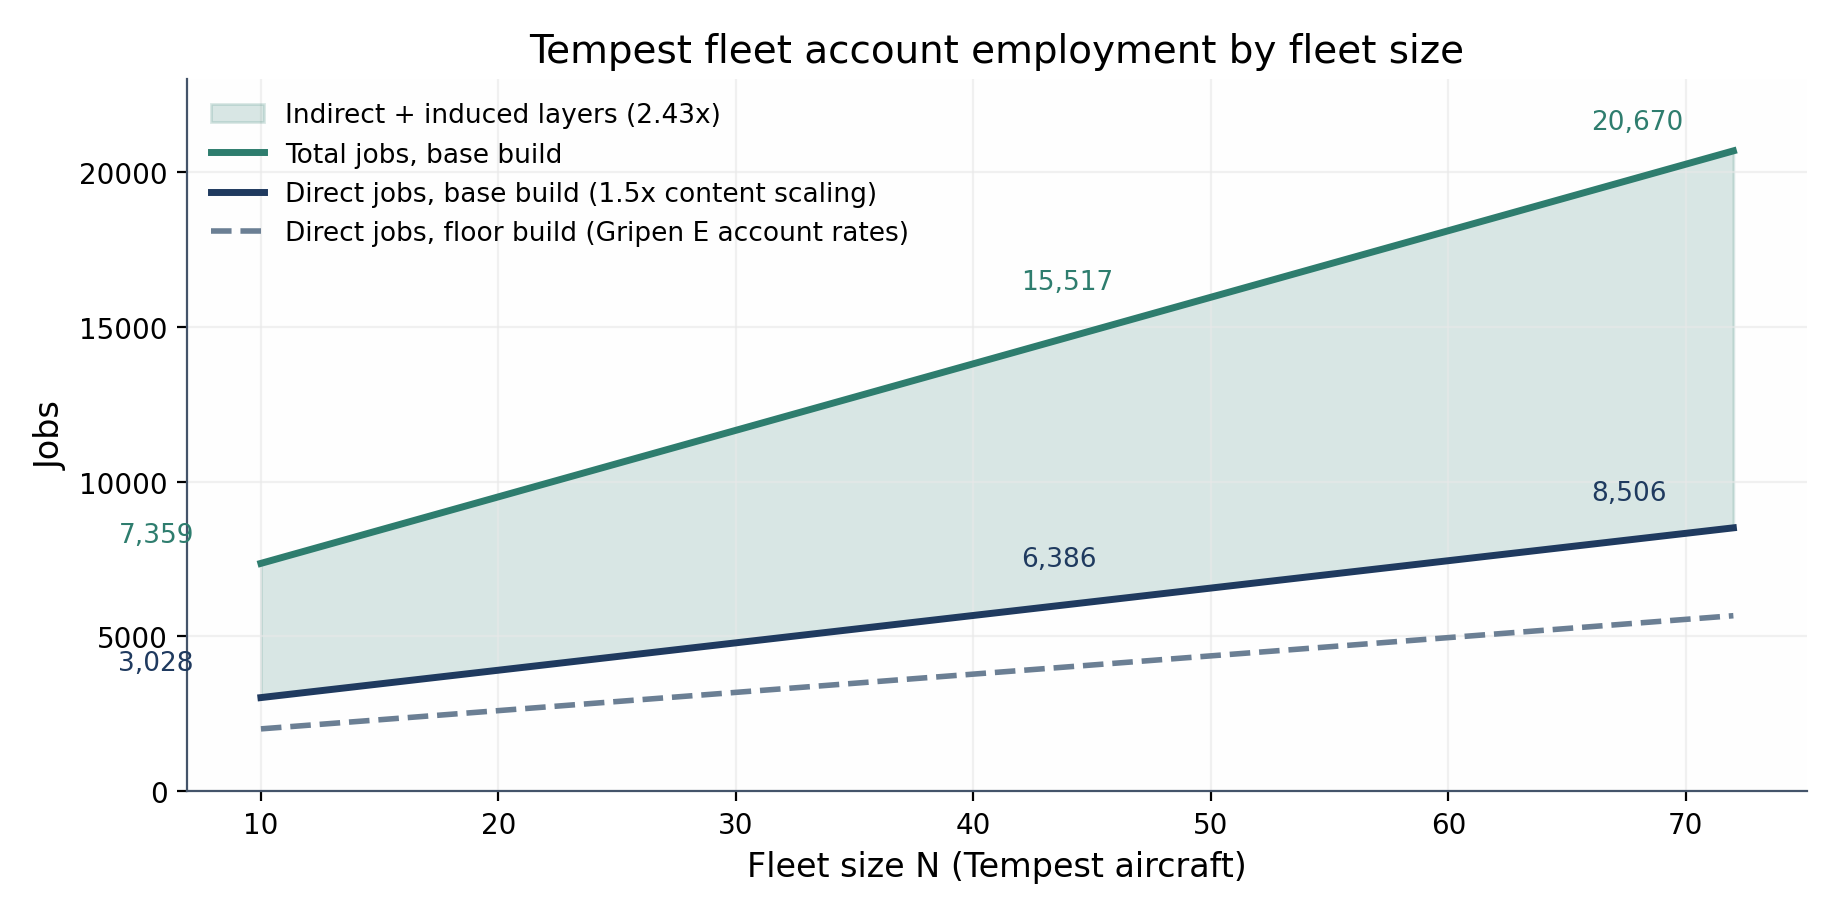 Tempest fleet account employment by fleet size
Indirect + induced layers (2.43x)
Total jobs, base build
Direct jobs, base build (1.5x content scaling)
Direct jobs, floor build (Gripen E account rates)
20,670
15,517
8,506
7,359
6,386
3,028
Jobs
20000
15000
10000
5000
0
10 20 30 40 50 60 70
Fleet size N (Tempest aircraft)